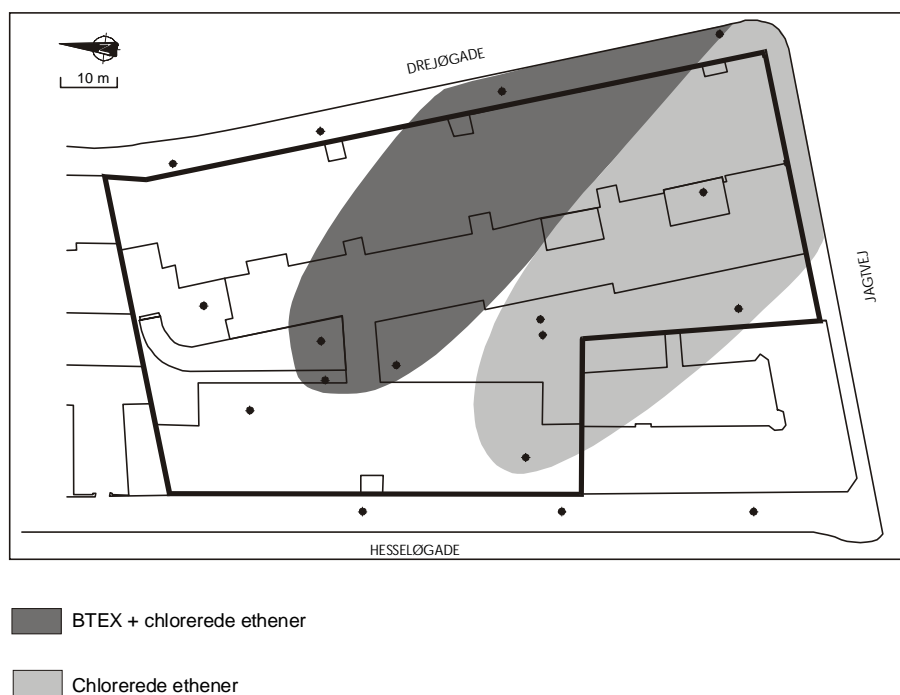 10 m
DREJØGADE
JAGTVEJ
HESSELØGADE
BTEX + chlorerede ethener
Chlorerede ethener